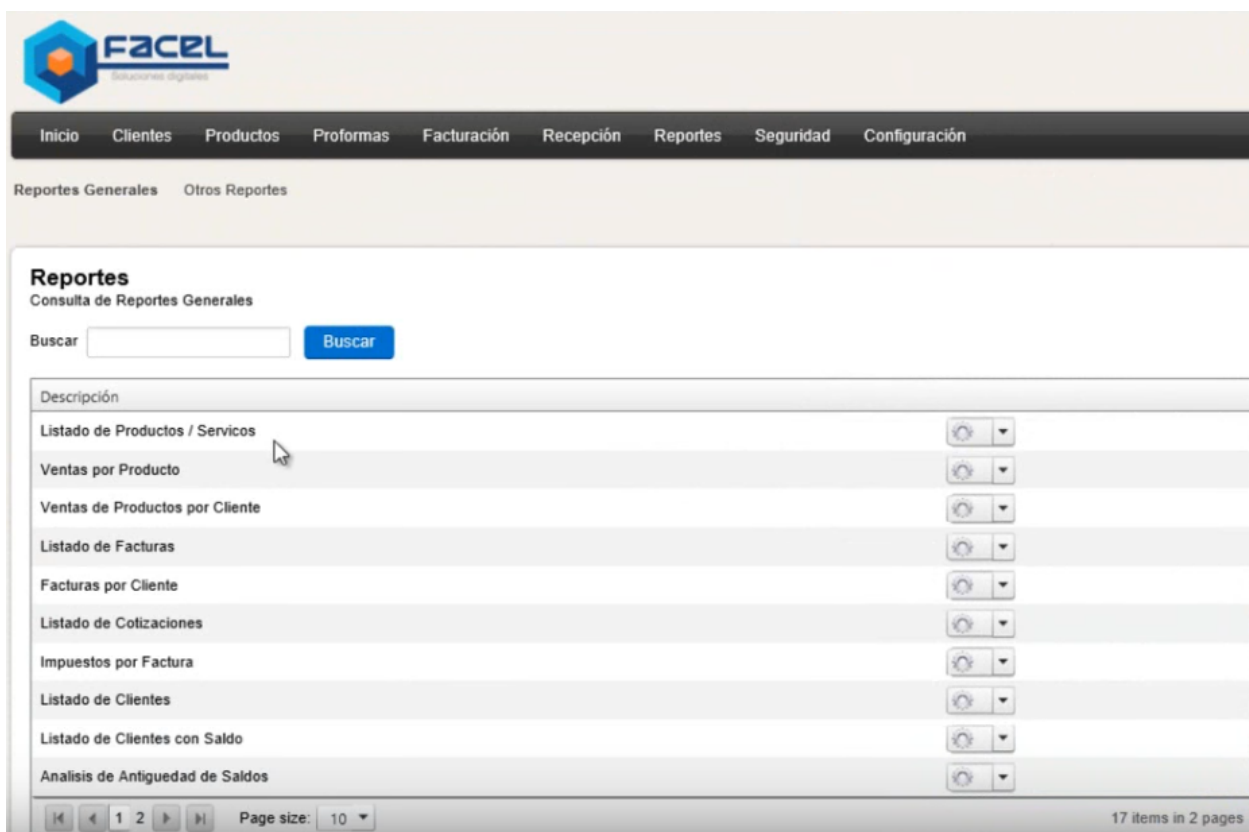 FACEL
Soluciones digitales
Inicio Clientes Productos Proformas Facturación Recepción Reportes Seguridad Configuración
Reportes Generales Otros Reportes
Reportes
Consulta de Reportes Generales
Buscar Buscar
Descripción
Listado de Productos / Servicos
Ventas por Producto
Ventas de Productos por Cliente
Listado de Facturas
Facturas por Cliente
Listado de Cotizaciones
Impuestos por Factura
Listado de Clientes
Listado de Clientes con Saldo
Analisis de Antiguedad de Saldos
1 2 Page size: 10 17 items in 2 pages